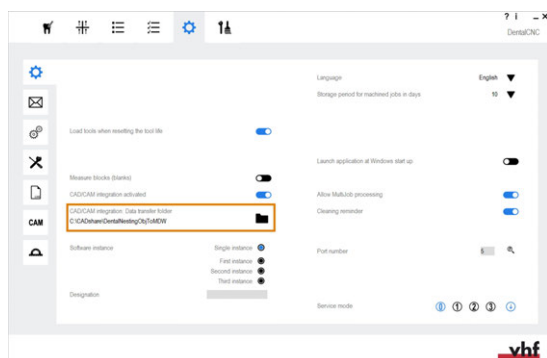 ? i – ×
DentalCNC
Language English
Storage period for machined jobs in days 10
Load tools when resetting the tool life
Launch application at Windows start up
Measure blocks (blanks)
CAD/CAM integration activated
Allow MultiJob processing
CAD/CAM integration: Data transfer folder
C:\CADshare\DentalNestingObjToMDW
Cleaning reminder
CAM
Software instance Single instance
First instance
Second instance
Third instance
Port number 5
Designation
Service mode 0 1 2 3
vhf